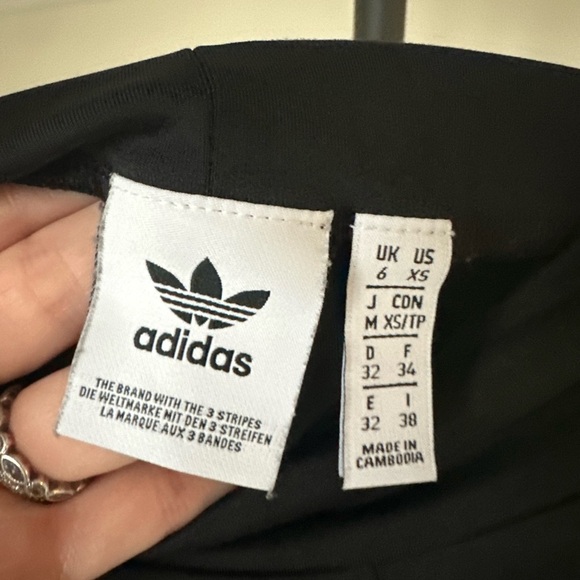 adidas
THE BRAND WITH THE 3 STRIPES
DIE WELTMARKE MIT DEN 3 STREIFEN
LA MARQUE AUX 3 BANDES
UK US
6 XS
J CDN
M XS/TP
D F
32 34
E I
32 38
MADE IN
CAMBODIA